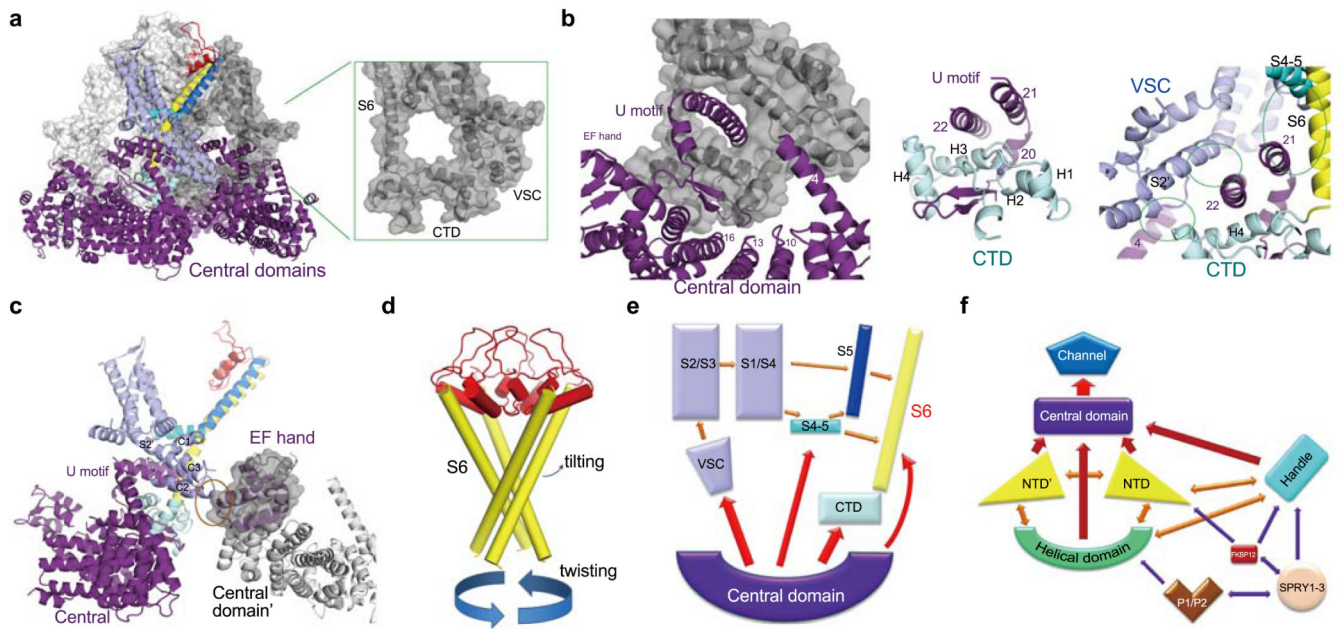 a
S6
VSC
CTD
Central domains
b
U motif
EF hand
4
16
13
10
Central domain
U motif
21
22
20
H3
H4
H1
H2
CTD
VSC
S4-5
S6
21
S2'
22
4
H4
CTD
c
S2'
C1
EF hand
U motif
C3
C2
Central
Central
domain'
d
S6
tilting
twisting
e
S2/S3
S1/S4
S5
S6
S4-5
VSC
CTD
Central domain
f
Channel
Central domain
NTD'
NTD
Handle
Helical domain
FKBP12
P1/P2
SPRY1-3